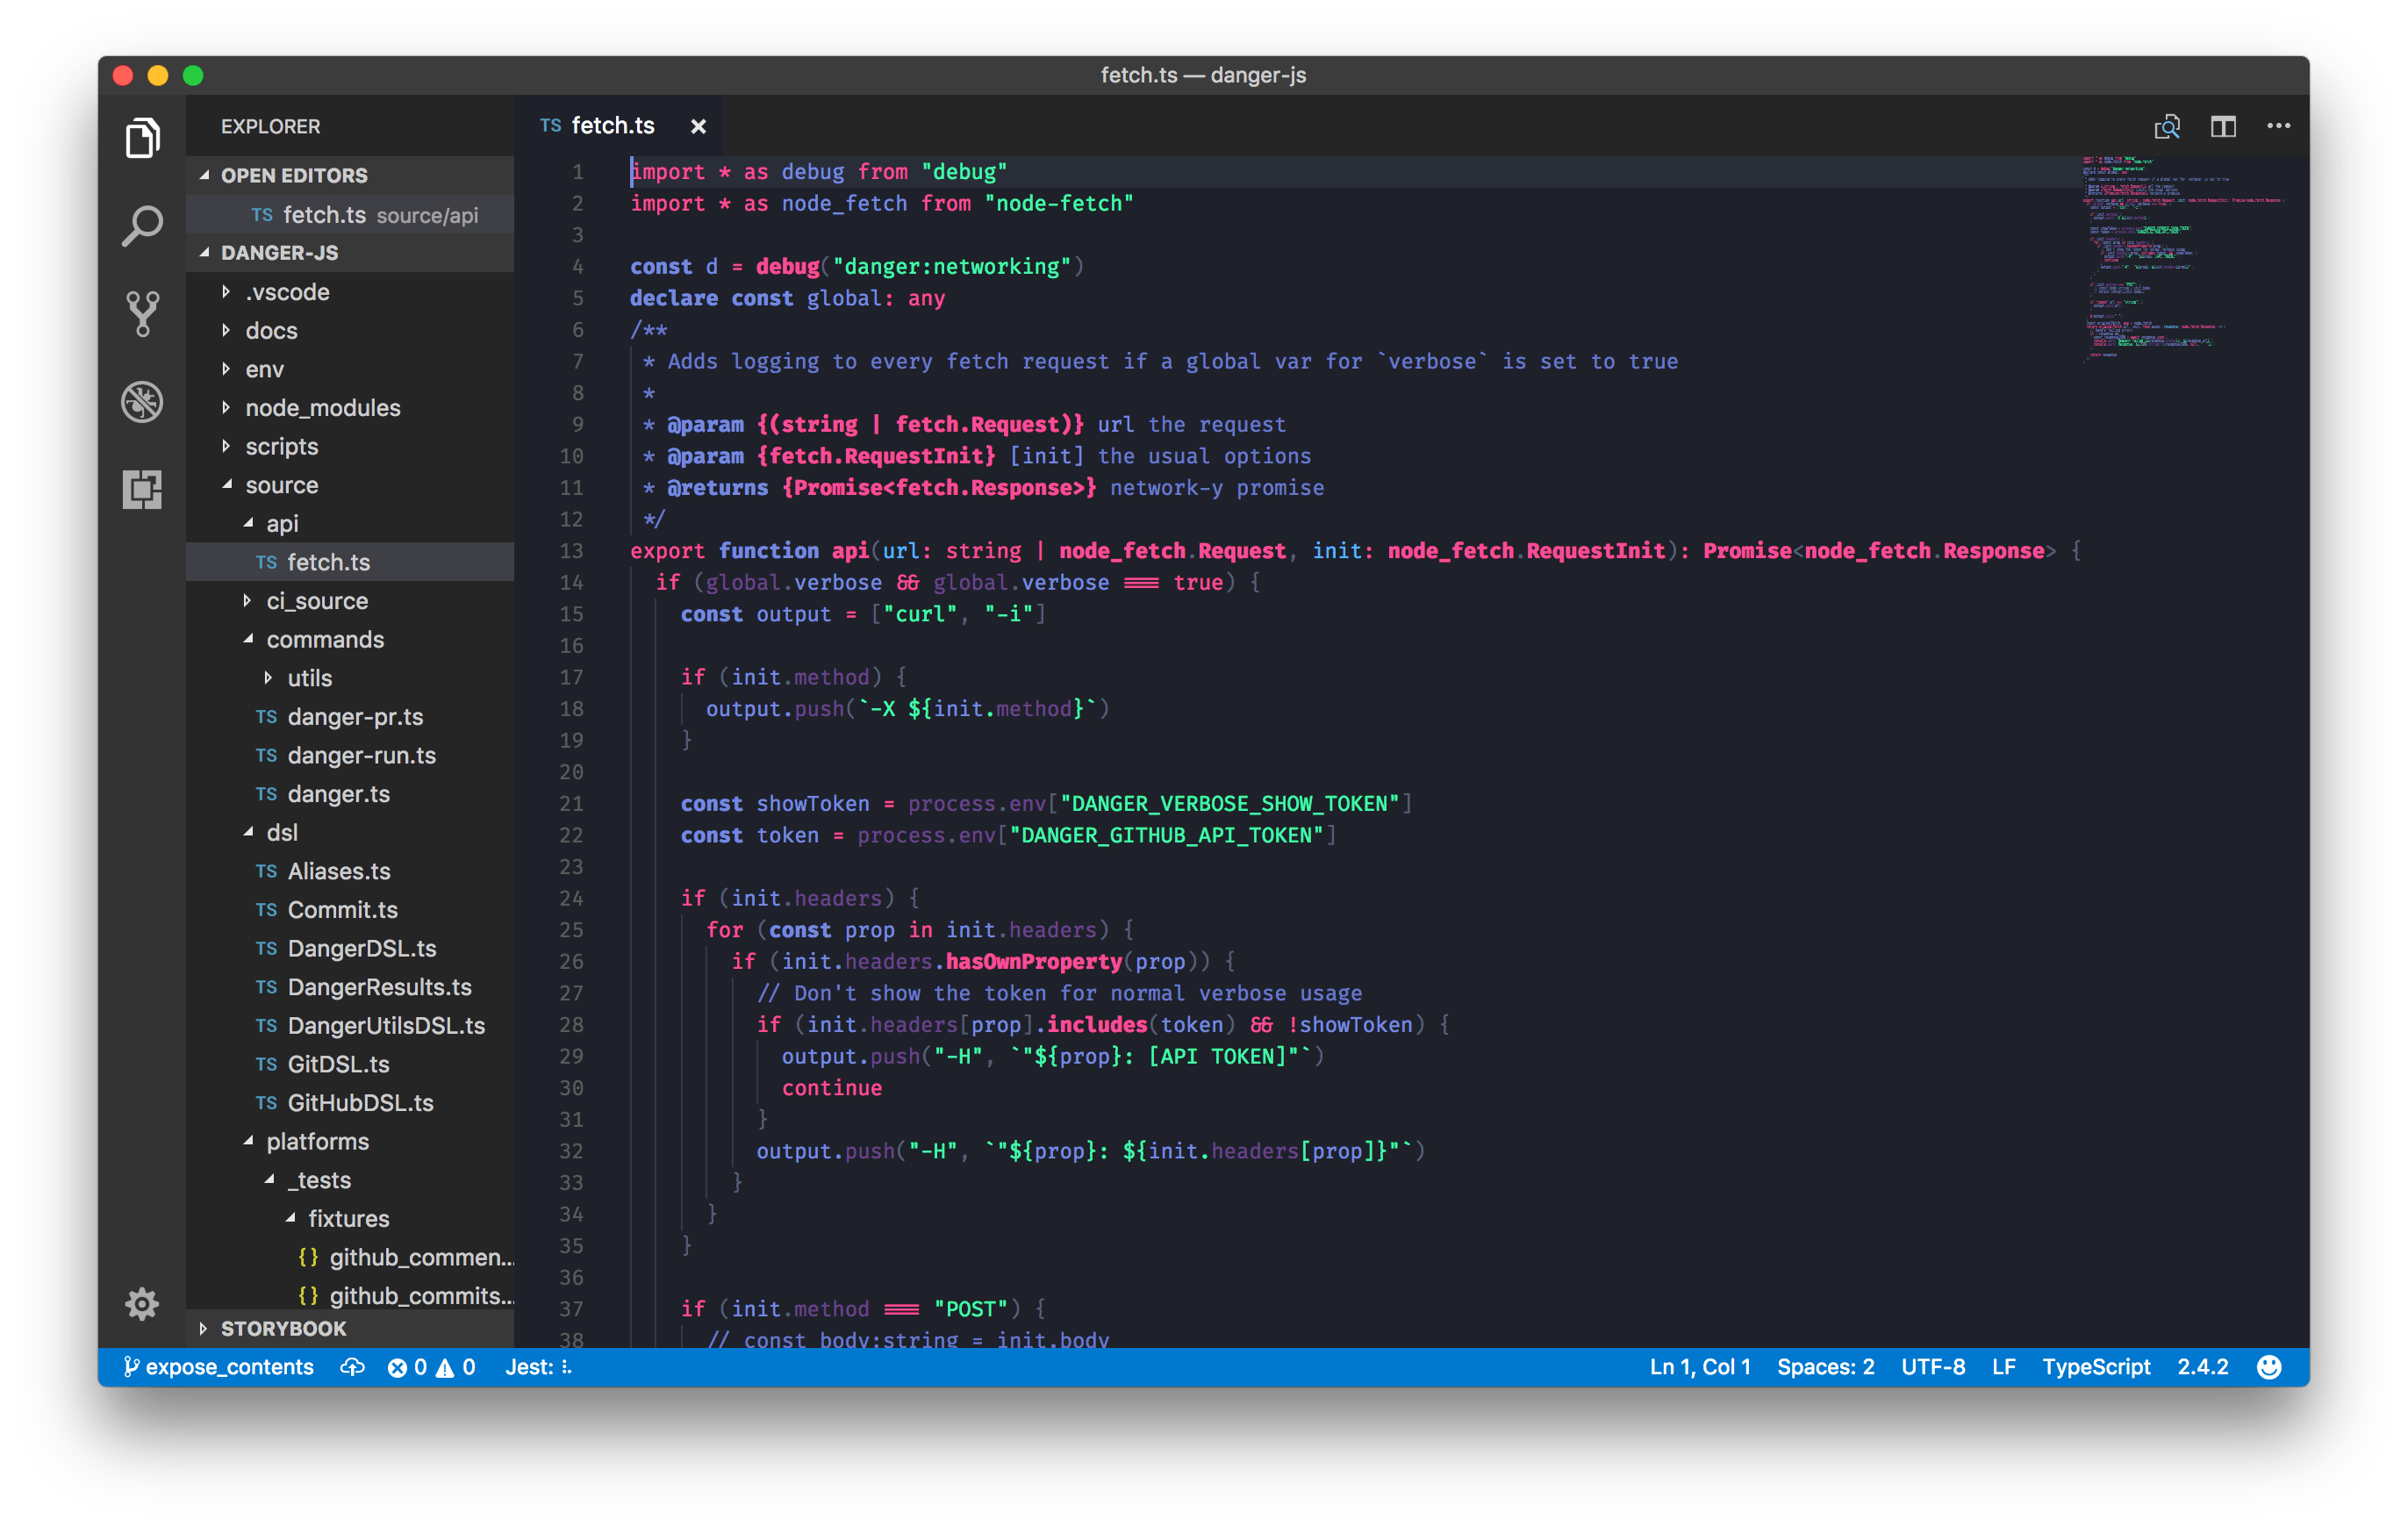 fetch.ts — danger-js
EXPLORER
OPEN EDITORS
TS fetch.ts source/api
DANGER-JS
.vscode
docs
env
node_modules
scripts
source
api
TS fetch.ts
ci_source
commands
utils
TS danger-pr.ts
TS danger-run.ts
TS danger.ts
dsl
TS Aliases.ts
TS Commit.ts
TS DangerDSL.ts
TS DangerResults.ts
TS DangerUtilsDSL.ts
TS GitDSL.ts
TS GitHubDSL.ts
platforms
_tests
fixtures
{} github_commen...
{} github_commits...
STORYBOOK
TS fetch.ts ×
1 import * as debug from "debug"
2 import * as node_fetch from "node-fetch"
3
4 const d = debug("danger:networking")
5 declare const global: any
6 /**
7  * Adds logging to every fetch request if a global var for `verbose` is set to true
8  *
9  * @param {(string | fetch.Request)} url the request
10  * @param {fetch.RequestInit} [init] the usual options
11  * @returns {Promise<fetch.Response>} network-y promise
12  */
13 export function api(url: string | node_fetch.Request, init: node_fetch.RequestInit): Promise<node_fetch.Response> {
14   if (global.verbose && global.verbose === true) {
15     const output = ["curl", "-i"]
16
17     if (init.method) {
18       output.push(`-X ${init.method}`)
19     }
20
21     const showToken = process.env["DANGER_VERBOSE_SHOW_TOKEN"]
22     const token = process.env["DANGER_GITHUB_API_TOKEN"]
23
24     if (init.headers) {
25       for (const prop in init.headers) {
26         if (init.headers.hasOwnProperty(prop)) {
27           // Don't show the token for normal verbose usage
28           if (init.headers[prop].includes(token) && !showToken) {
29             output.push("-H", `"${prop}: [API TOKEN]"`)
30             continue
31           }
32           output.push("-H", `"${prop}: ${init.headers[prop]}"`)
33         }
34       }
35     }
36
37     if (init.method === "POST") {
38       // const body:string = init.body
expose_contents 0 0 Jest: Ln 1, Col 1 Spaces: 2 UTF-8 LF TypeScript 2.4.2